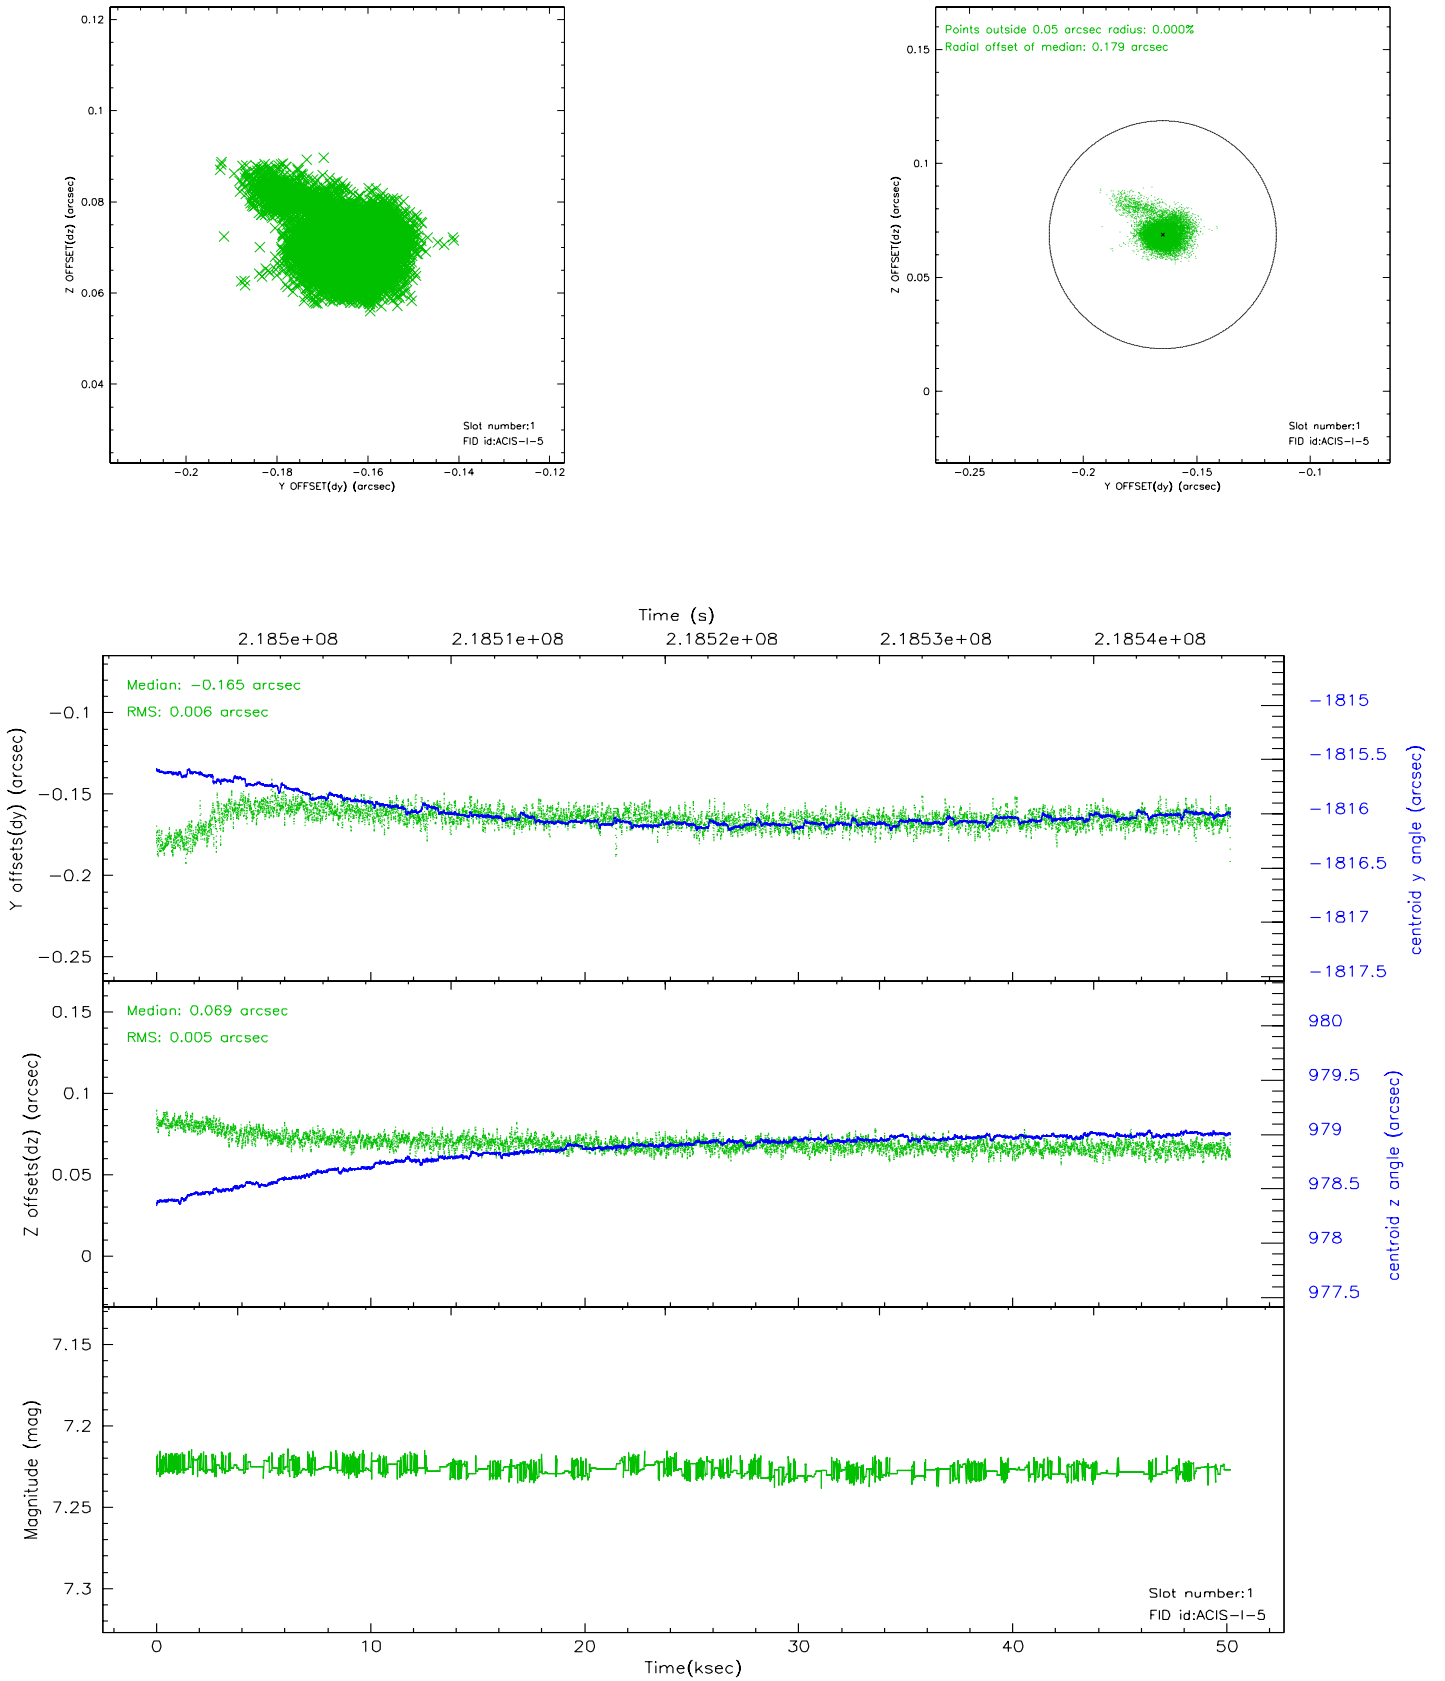 0.12
0.1
0.08
0.06
0.04
Z OFFSET(dz) (arcsec)
Slot number:1
FID id:ACIS-I-5
-0.2
-0.18
-0.16
-0.14
-0.12
Y OFFSET(dy) (arcsec)
Points outside 0.05 arcsec radius: 0.000%
Radial offset of median: 0.179 arcsec
0.15
0.1
0.05
0
Z OFFSET(dz) (arcsec)
Slot number:1
FID id:ACIS-I-5
-0.25
-0.2
-0.15
-0.1
Y OFFSET(dy) (arcsec)
Time (s)
2.185e+08
2.1851e+08
2.1852e+08
2.1853e+08
2.1854e+08
Median: -0.165 arcsec
RMS: 0.006 arcsec
-0.1
-0.15
-0.2
-0.25
Y offsets(dy) (arcsec)
-1815
-1815.5
-1816
-1816.5
-1817
-1817.5
centroid y angle (arcsec)
Median: 0.069 arcsec
RMS: 0.005 arcsec
0.15
0.1
0.05
0
Z offsets(dz) (arcsec)
980
979.5
979
978.5
978
977.5
centroid z angle (arcsec)
7.15
7.2
7.25
7.3
Magnitude (mag)
Slot number:1
FID id:ACIS-I-5
0
10
20
30
40
50
Time(ksec)